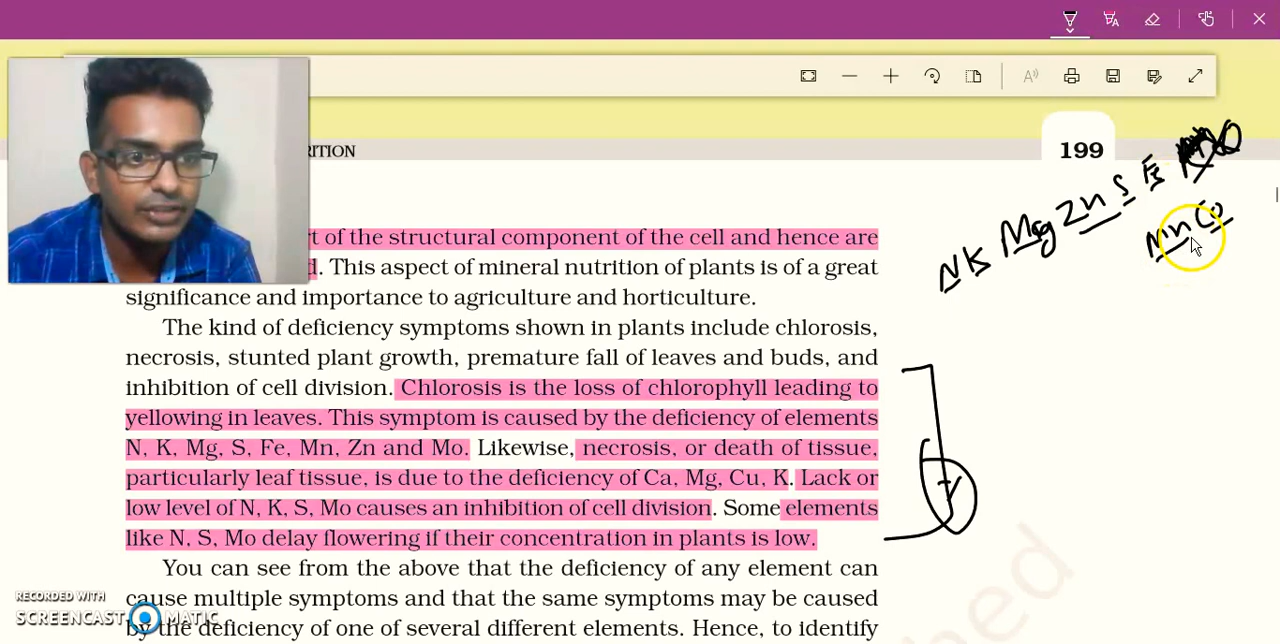 199
RITION
NK Mg Zn S Fe
Mn Co
rt of the structural component of the cell and hence are
d. This aspect of mineral nutrition of plants is of a great
significance and importance to agriculture and horticulture.
The kind of deficiency symptoms shown in plants include chlorosis,
necrosis, stunted plant growth, premature fall of leaves and buds, and
inhibition of cell division. Chlorosis is the loss of chlorophyll leading to
yellowing in leaves. This symptom is caused by the deficiency of elements
N, K, Mg, S, Fe, Mn, Zn and Mo. Likewise, necrosis, or death of tissue,
particularly leaf tissue, is due to the deficiency of Ca, Mg, Cu, K. Lack or
low level of N, K, S, Mo causes an inhibition of cell division. Some elements
like N, S, Mo delay flowering if their concentration in plants is low.
You can see from the above that the deficiency of any element can
cause multiple symptoms and that the same symptoms may be caused
by the deficiency of one of several different elements. Hence, to identify
RECORDED WITH
SCREENCAST MATIC
hed